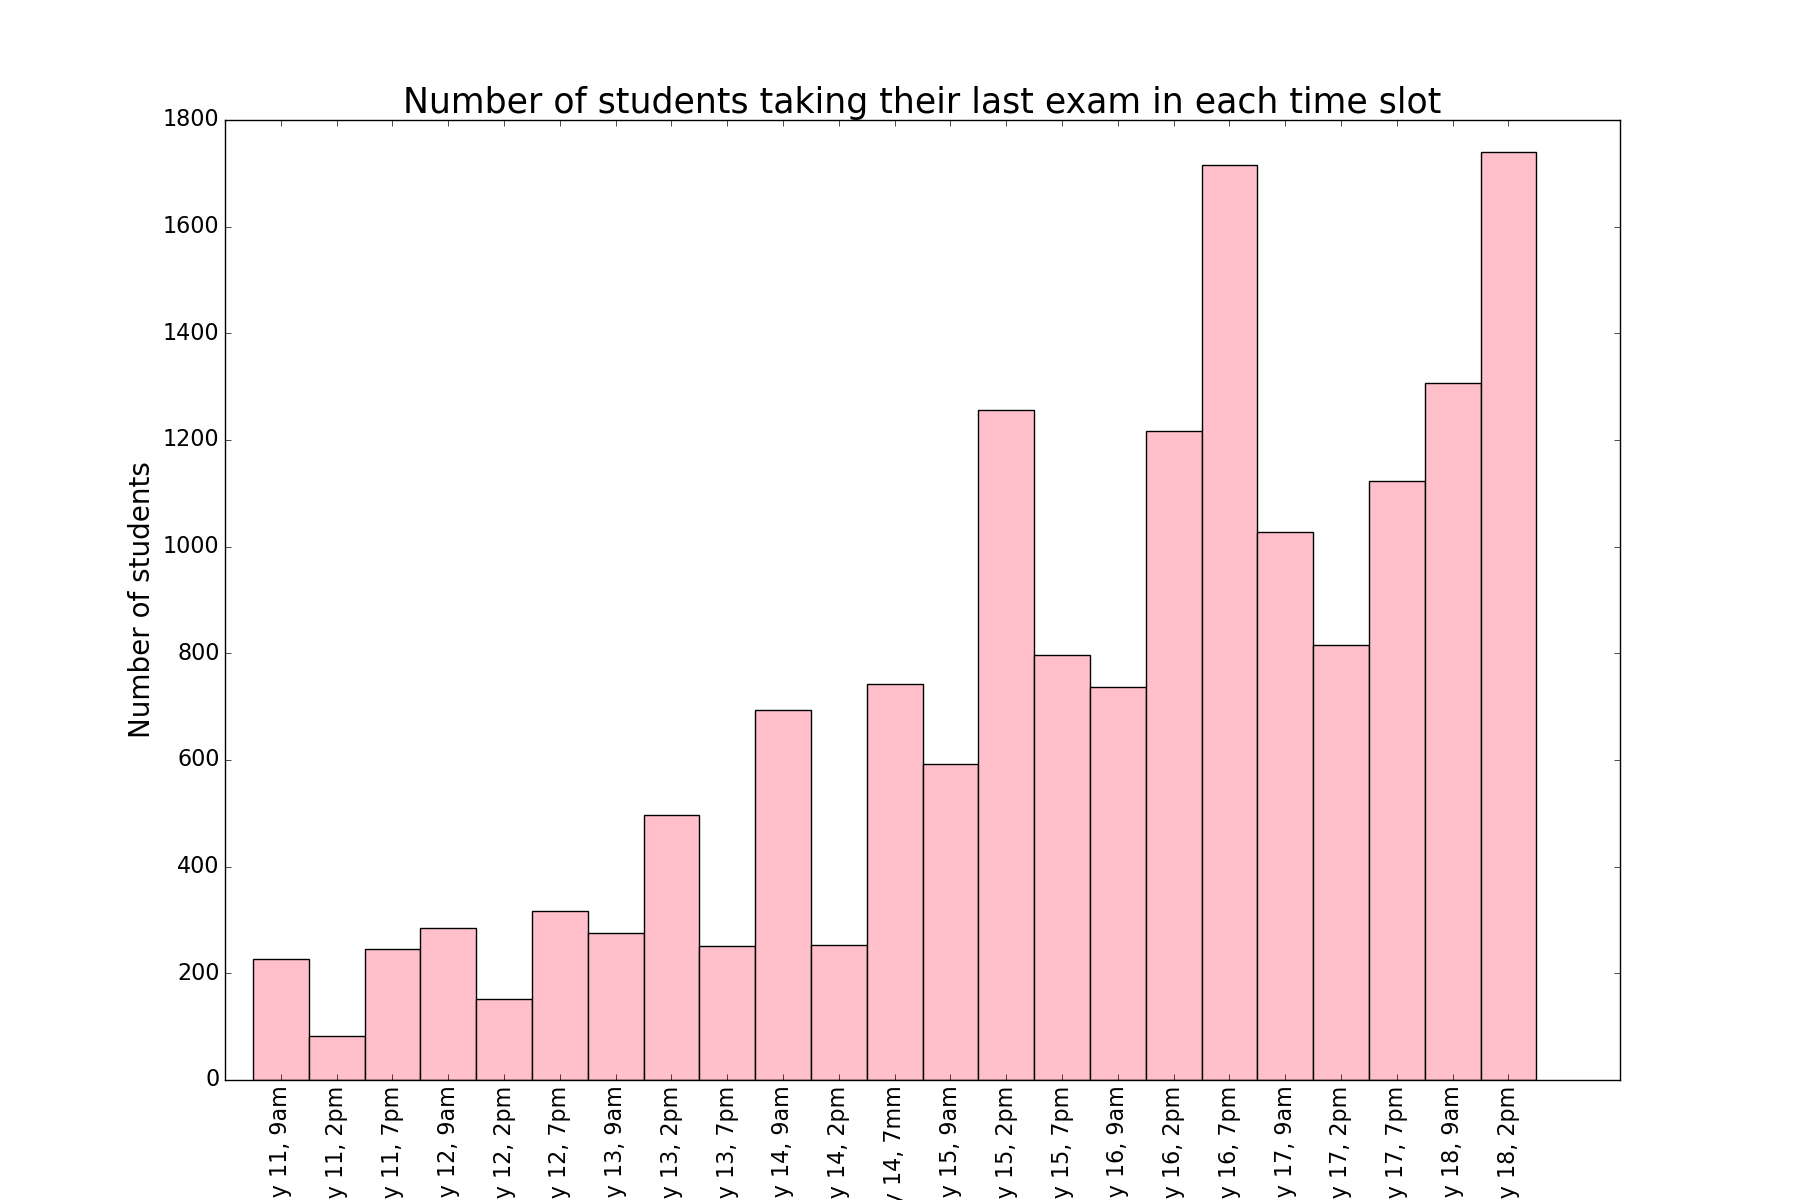 Number of students taking their last exam in each time slot
1800
1600
1400
1200
1000
800
600
400
200
0
Number of students
y 11, 9am
y 11, 2pm
y 11, 7pm
y 12, 9am
y 12, 2pm
y 12, 7pm
y 13, 9am
y 13, 2pm
y 13, 7pm
y 14, 9am
y 14, 2pm
y 14, 7mm
y 15, 9am
y 15, 2pm
y 15, 7pm
y 16, 9am
y 16, 2pm
y 16, 7pm
y 17, 9am
y 17, 2pm
y 17, 7pm
y 18, 9am
y 18, 2pm